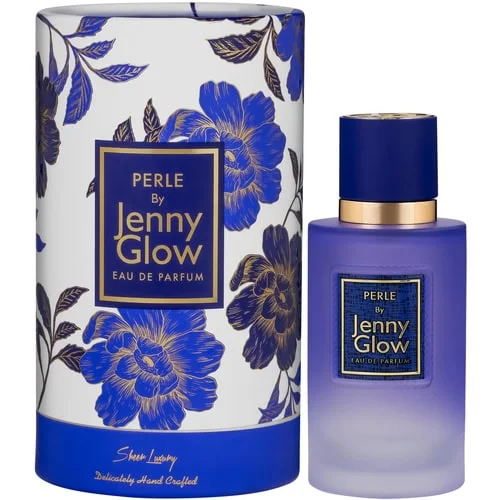 PERLE
By
Jenny
Glow
EAU DE PARFUM
Sheer Luxury
Delicately Hand Crafted
PERLE
By
Jenny
Glow
EAU DE PARFUM